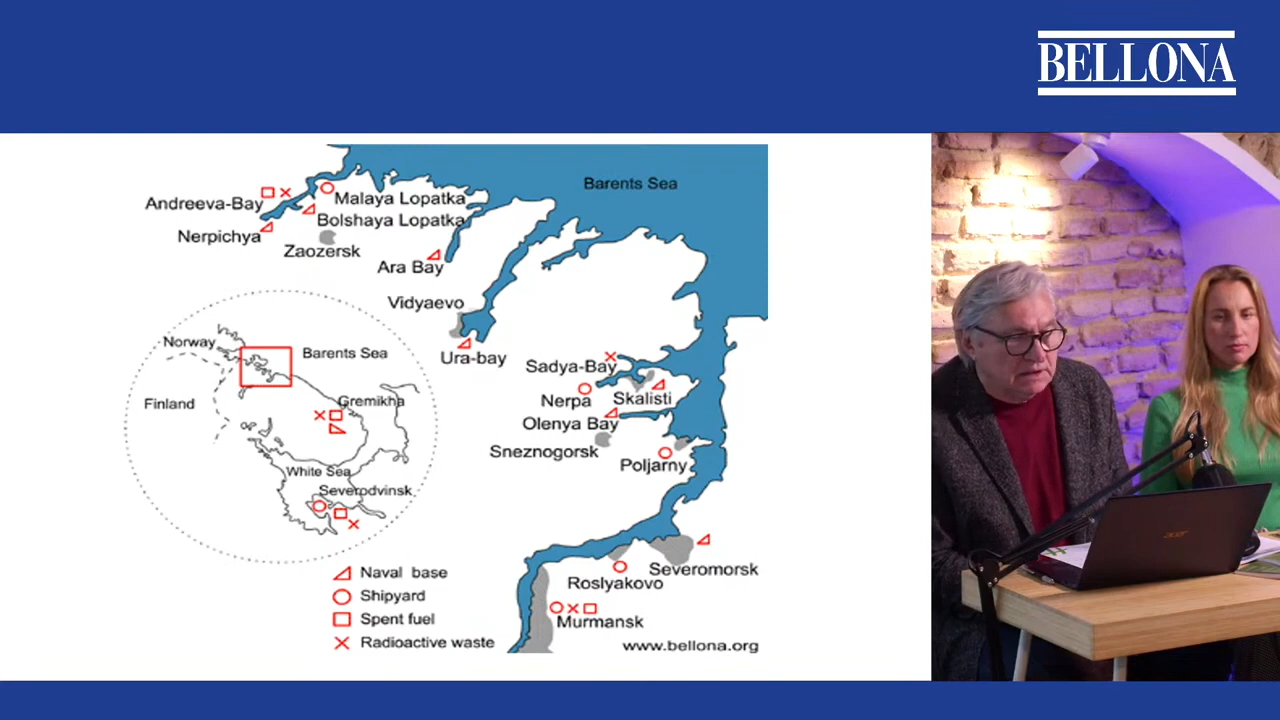 BELLONA
Barents Sea
Andreeva-Bay
Malaya Lopatka
Bolshaya Lopatka
Nerpichya
Zaozersk
Ara Bay
Vidyaevo
Ura-bay
Norway
Barents Sea
Finland
Gremikha
White Sea
Severodvinsk
Sadya-Bay
Nerpa
Skalisti
Olenya Bay
Sneznogorsk
Poljarny
Severomorsk
Roslyakovo
Murmansk
Naval base
Shipyard
Spent fuel
Radioactive waste
www.bellona.org
acer